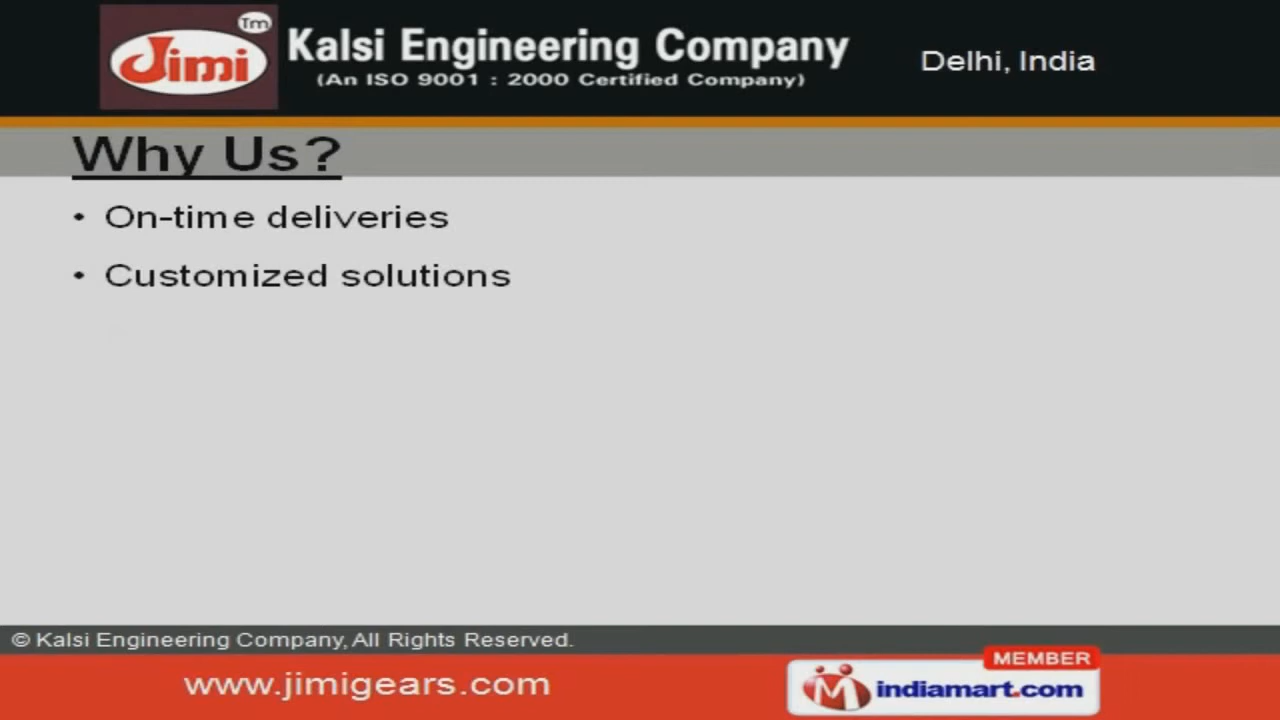 Jimi Tm
Kalsi Engineering Company
(An ISO 9001 : 2000 Certified Company)
Delhi, India
Why Us?
• On-time deliveries
• Customized solutions
© Kalsi Engineering Company, All Rights Reserved.
www.jimigears.com
MEMBER
indiamart.com